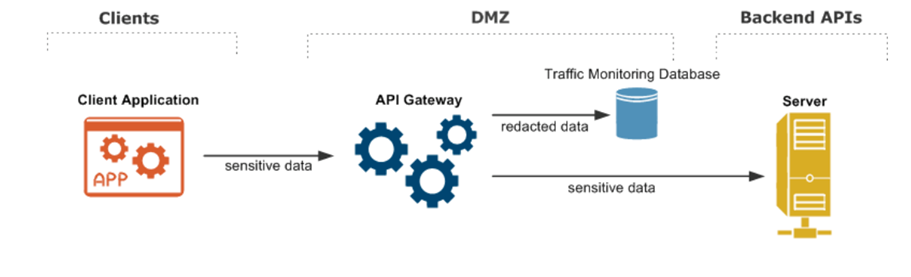 Clients
DMZ
Backend APIs
Traffic Monitoring Database
Client Application
API Gateway
Server
redacted data
sensitive data
APP
sensitive data